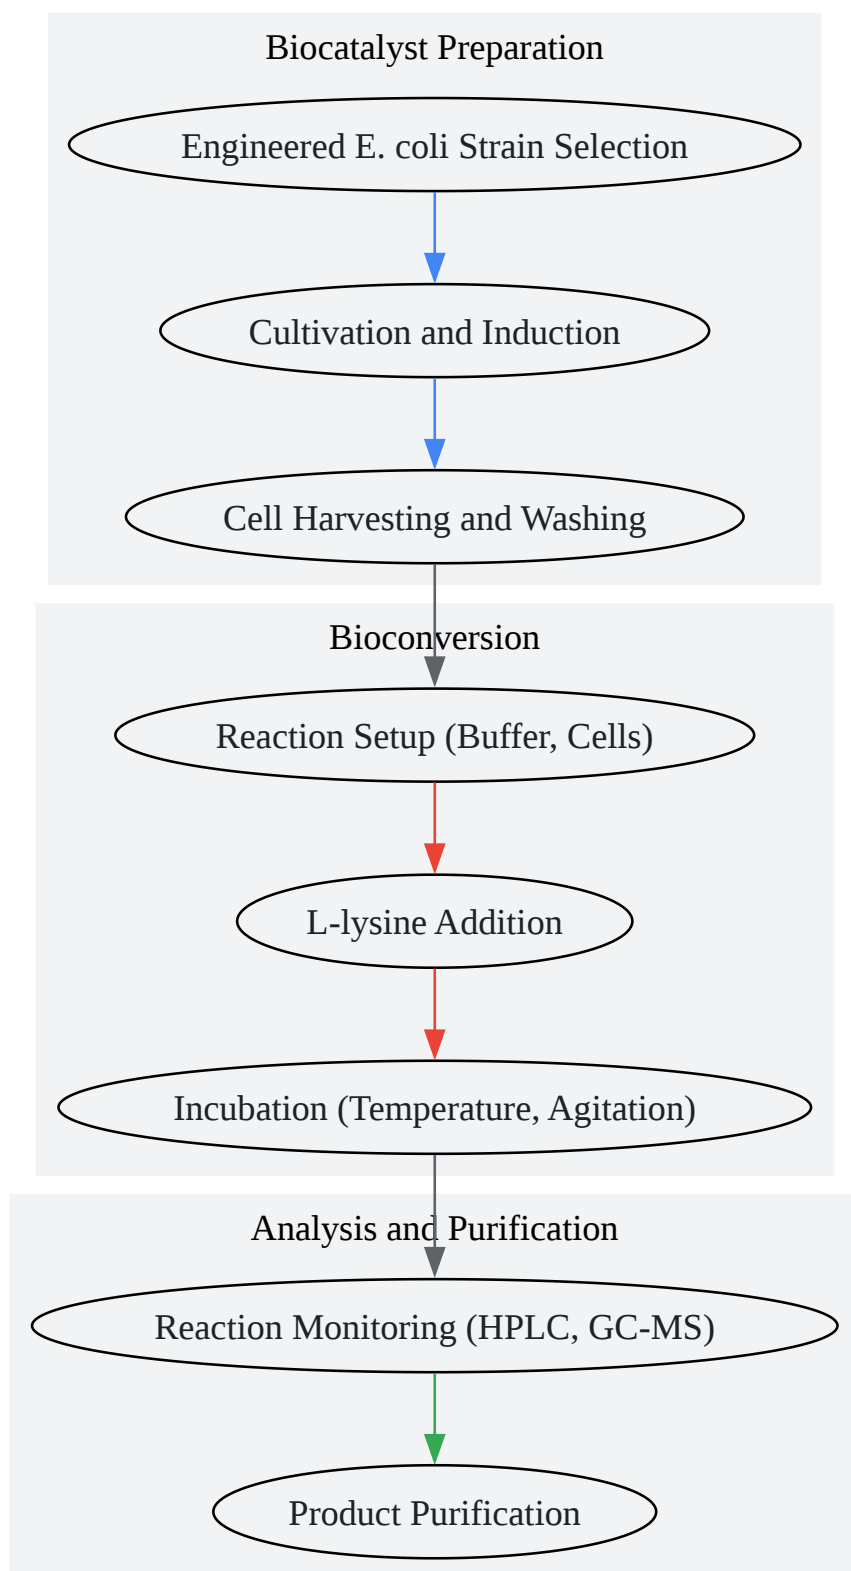 Biocatalyst Preparation
Engineered E. coli Strain Selection
Cultivation and Induction
Cell Harvesting and Washing
Bioconversion
Reaction Setup (Buffer, Cells)
L-lysine Addition
Incubation (Temperature, Agitation)
Analysis and Purification
Reaction Monitoring (HPLC, GC-MS)
Product Purification